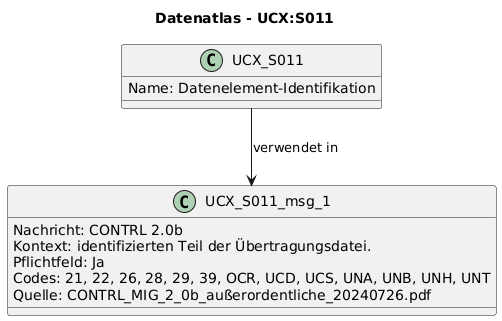 Datenatlas - UCX:S011
C UCX_S011
Name: Datenelement-Identifikation
verwendet in
C UCX_S011_msg_1
Nachricht: CONTRL 2.0b
Kontext: identifizierten Teil der Übertragungsdatei.
Pflichtfeld: Ja
Codes: 21, 22, 26, 28, 29, 39, OCR, UCD, UCS, UNA, UNB, UNH, UNT
Quelle: CONTRL_MIG_2_0b_außerordentliche_20240726.pdf